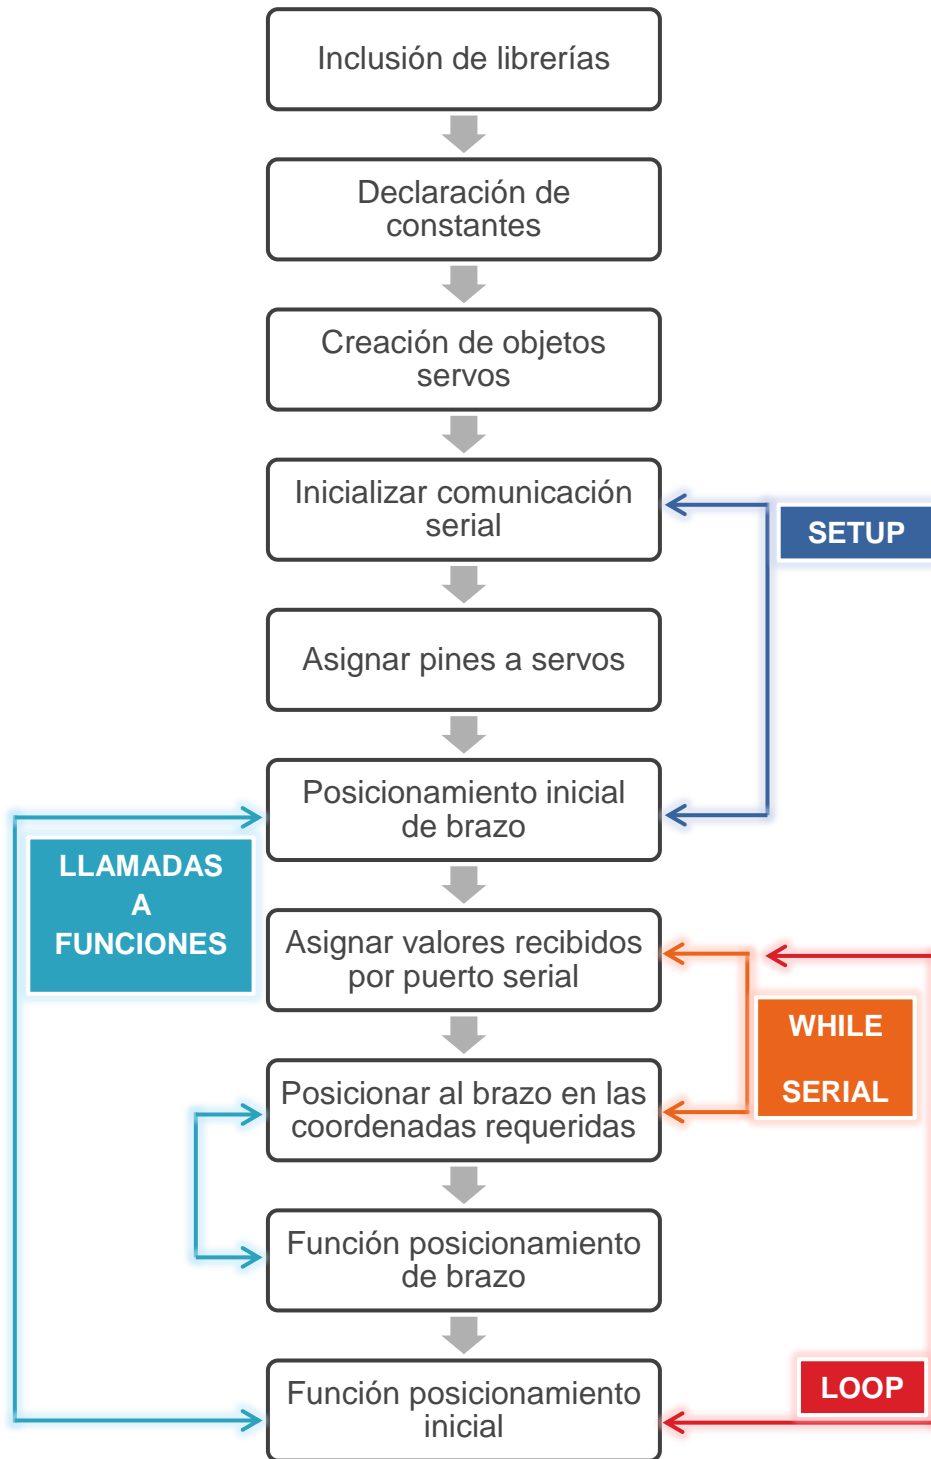 Inclusión de librerías
Declaración de
constantes
Creación de objetos
servos
Inicializar comunicación
serial
SETUP
Asignar pines a servos
Posicionamiento inicial
de brazo
LLAMADAS
A
FUNCIONES
Asignar valores recibidos
por puerto serial
WHILE
SERIAL
Posicionar al brazo en las
coordenadas requeridas
Función posicionamiento
de brazo
Función posicionamiento
inicial
LOOP